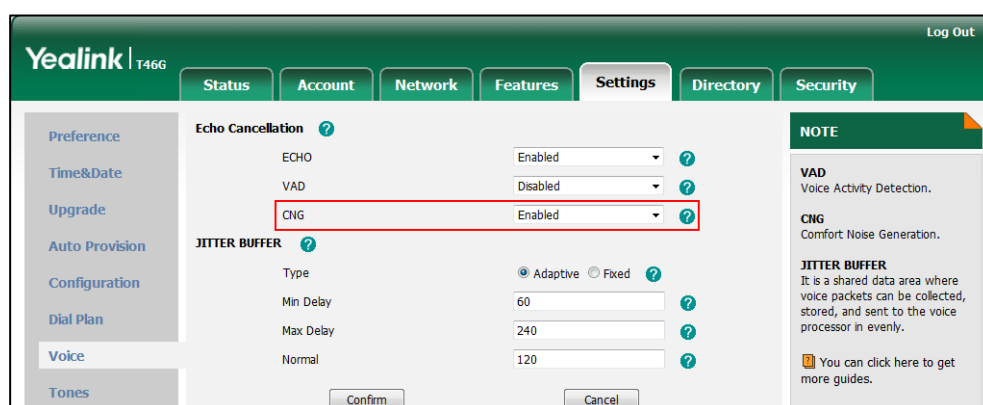 Log Out
Yealink | T46G
Status Account Network Features Settings Directory Security
Preference
Time&Date
Upgrade
Auto Provision
Configuration
Dial Plan
Voice
Tones
Echo Cancellation ?
ECHO Enabled ?
VAD Disabled ?
CNG Enabled ?
JITTER BUFFER ?
Type Adaptive Fixed ?
Min Delay 60 ?
Max Delay 240 ?
Normal 120 ?
Confirm Cancel
NOTE
VAD
Voice Activity Detection.
CNG
Comfort Noise Generation.
JITTER BUFFER
It is a shared data area where
voice packets can be collected,
stored, and sent to the voice
processor in evenly.
? You can click here to get
more guides.